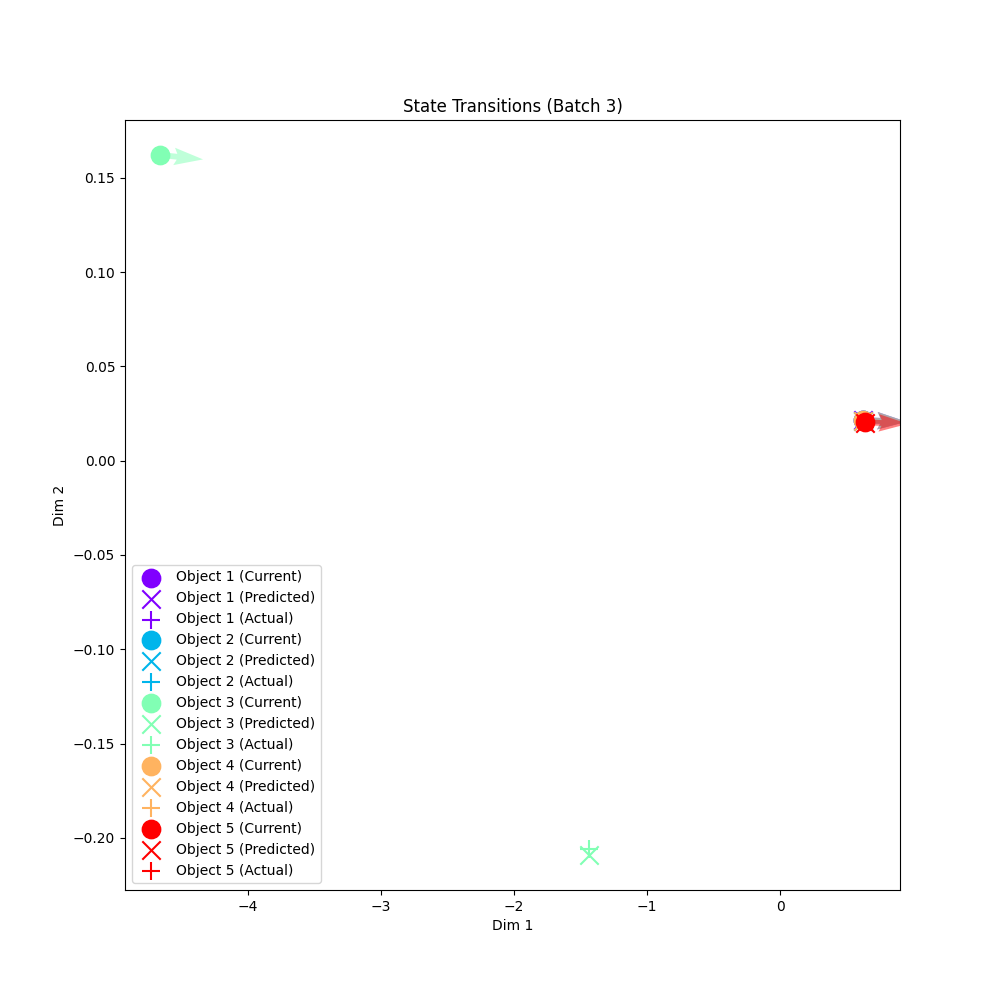 State Transitions (Batch 3)
0.15
0.10
0.05
0.00
−0.05
−0.10
−0.15
−0.20
Dim 2
Object 1 (Current)
Object 1 (Predicted)
Object 1 (Actual)
Object 2 (Current)
Object 2 (Predicted)
Object 2 (Actual)
Object 3 (Current)
Object 3 (Predicted)
Object 3 (Actual)
Object 4 (Current)
Object 4 (Predicted)
Object 4 (Actual)
Object 5 (Current)
Object 5 (Predicted)
Object 5 (Actual)
−4 −3 −2 −1 0
Dim 1